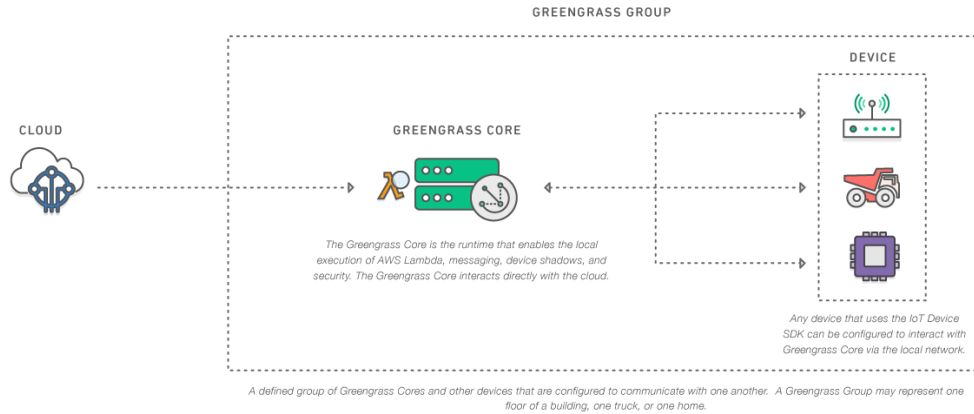 GREENGRASS GROUP
DEVICE
CLOUD
GREENGRASS CORE
The Greengrass Core is the runtime that enables the local
execution of AWS Lambda, messaging, device shadows, and
security. The Greengrass Core interacts directly with the cloud.
Any device that uses the IoT Device
SDK can be configured to interact with
Greengrass Core via the local network.
A defined group of Greengrass Cores and other devices that are configured to communicate with one another. A Greengrass Group may represent one
floor of a building, one truck, or one home.